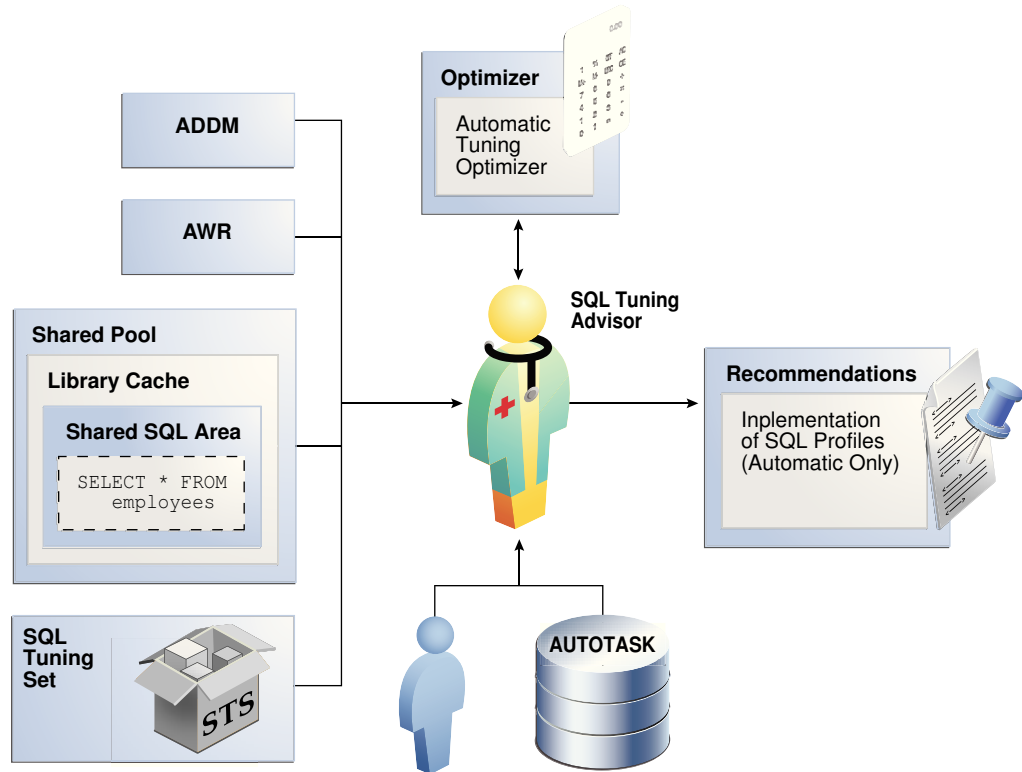 ADDM
AWR
Shared Pool
Library Cache
Shared SQL Area
SELECT * FROM
employees
SQL
Tuning
Set
STS
Optimizer
Automatic
Tuning
Optimizer
SQL Tuning
Advisor
AUTOTASK
Recommendations
Inplementation
of SQL Profiles
(Automatic Only)